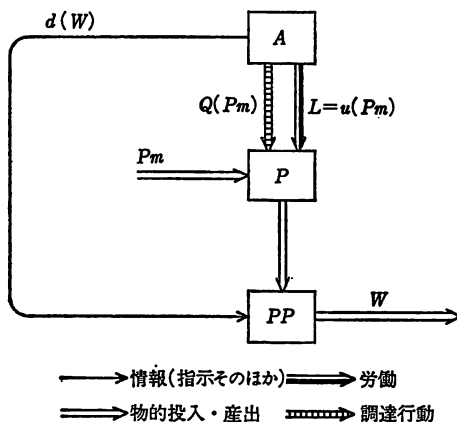 d(W)
A
Q(Pm)
L=u(Pm)
Pm
P
PP
W
情報(指示そのほか)
労働
物的投入・産出
調達行動